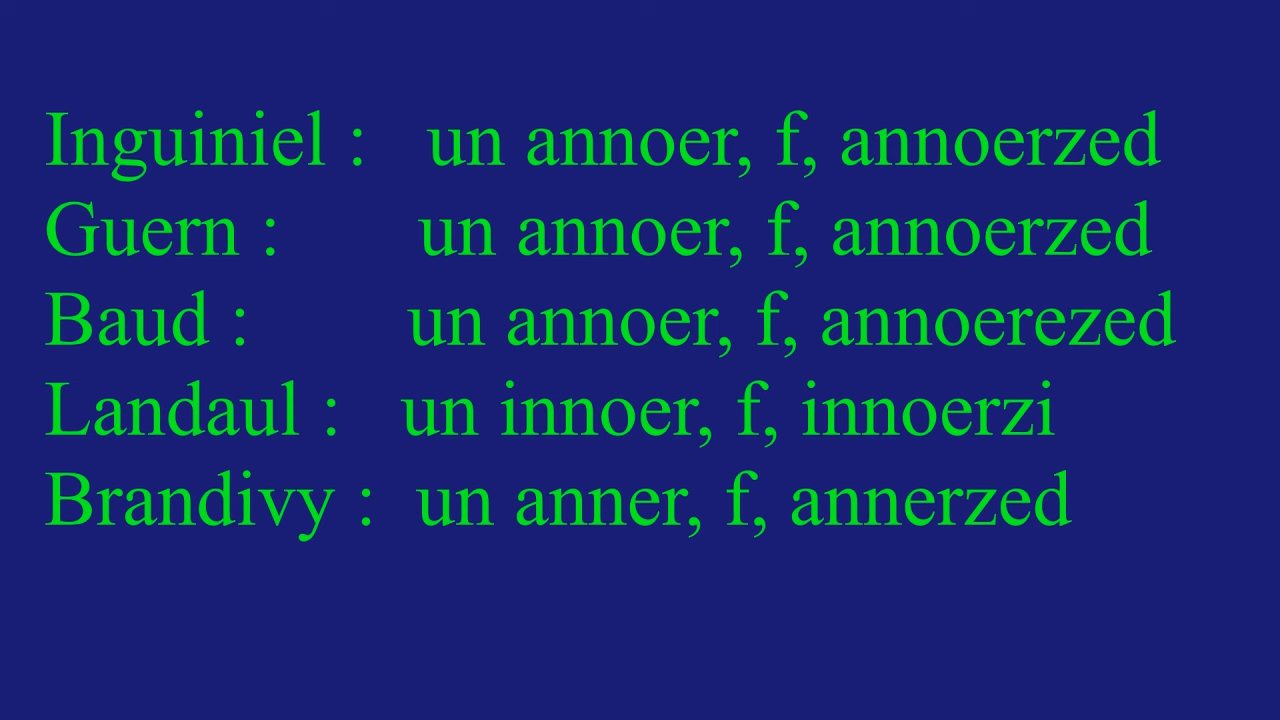 Inguiniel : un annoer, f, annoerzed
Guern : un annoer, f, annoerzed
Baud : un annoer, f, annoerezed
Landaul : un innoer, f, innoerzi
Brandivy : un anner, f, annerzed